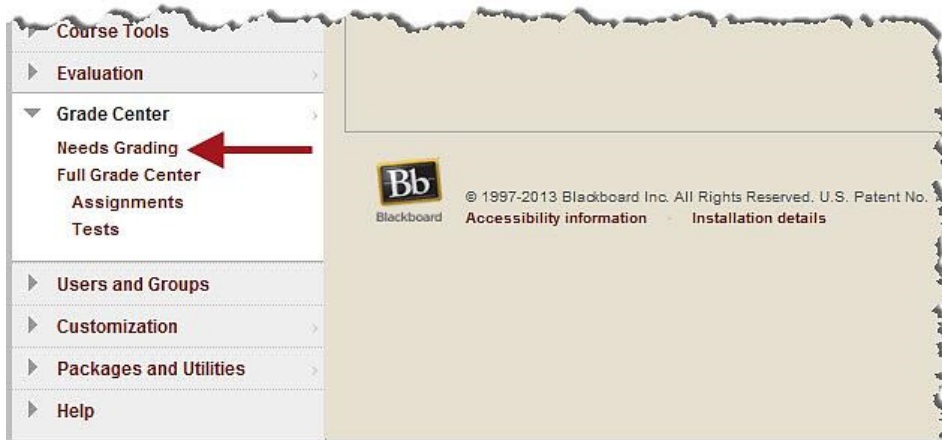 Course Tools
Evaluation
Grade Center
Needs Grading
Full Grade Center
Assignments
Tests
Users and Groups
Customization
Packages and Utilities
Help
Bb
Blackboard
© 1997-2013 Blackboard Inc. All Rights Reserved. U.S. Patent No.
Accessibility information
Installation details